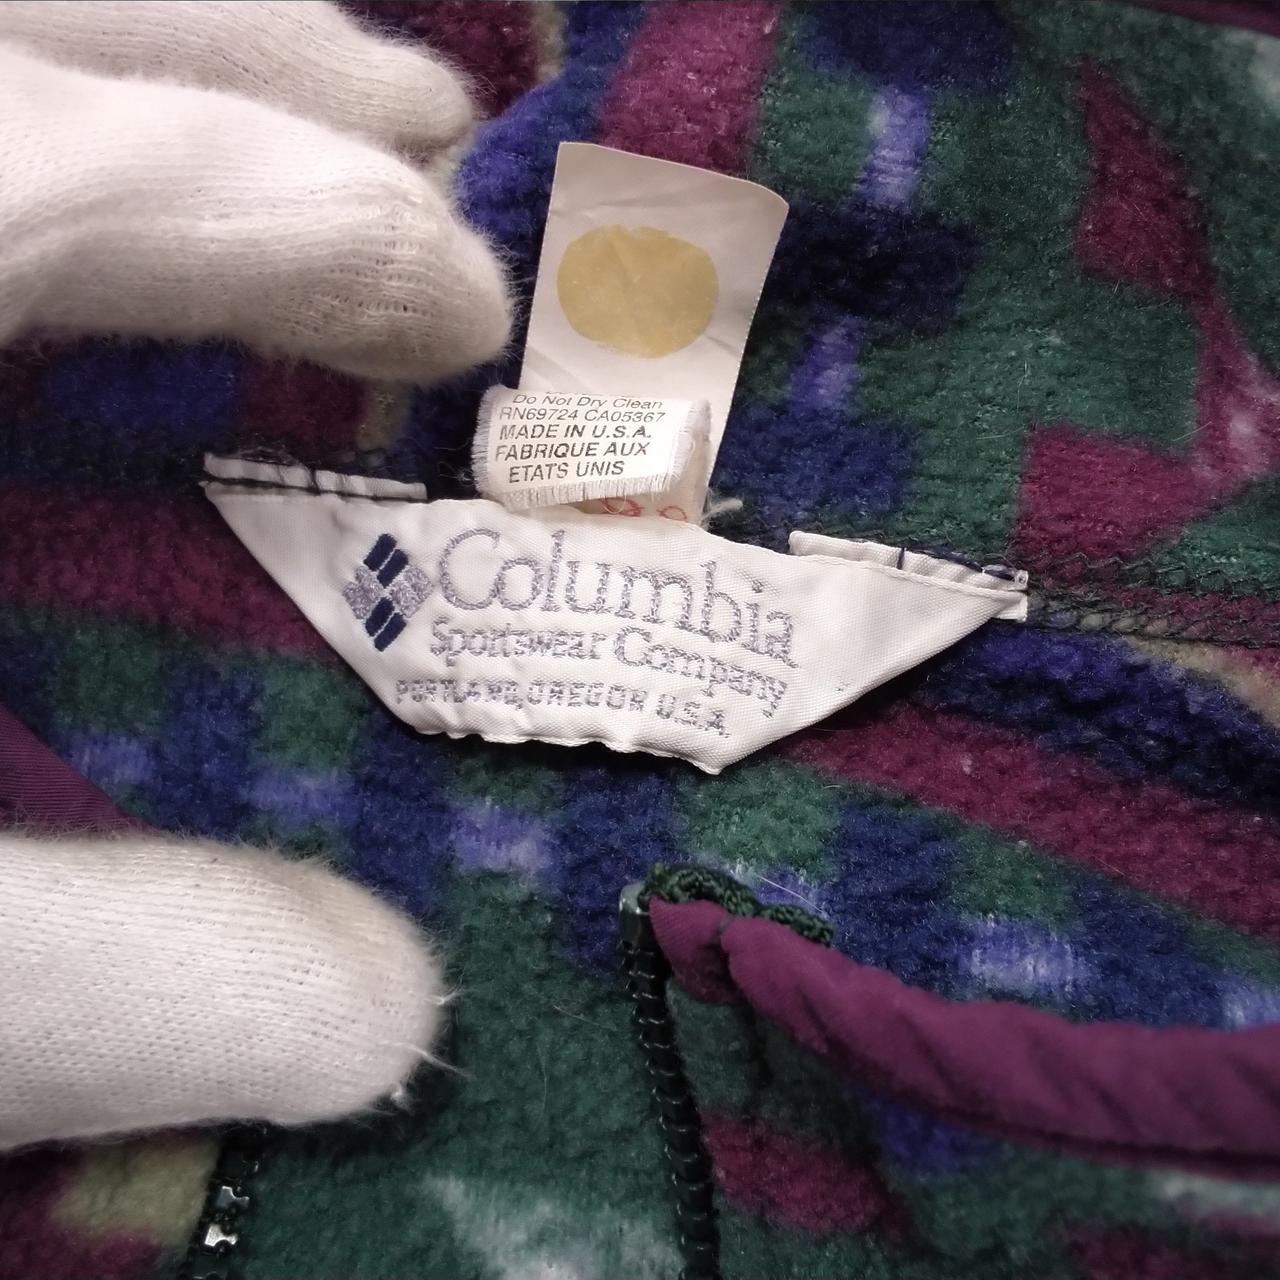 Do Not Dry Clean
RN69724 CA05367
MADE IN U.S.A.
FABRIQUE AUX
ETATS UNIS
Columbia
Sportswear Company
PORTLAND, OREGON U.S.A.